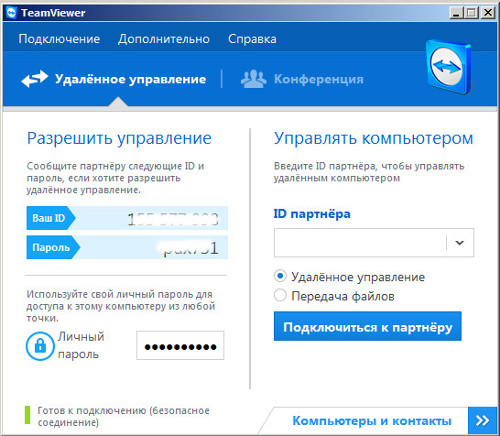 TeamViewer
Подключение Дополнительно Справка
Удалённое управление Конференция
Разрешить управление
Сообщите партнёру следующие ID и
пароль, если хотите разрешить
удалённое управление.
Ваш ID
Пароль
Используйте свой личный пароль для
доступа к этому компьютеру из любой
точки.
Личный
пароль
Управлять компьютером
Введите ID партнёра, чтобы управлять
удалённым компьютером
ID партнёра
Удалённое управление
Передача файлов
Подключиться к партнёру
Готов к подключению (безопасное
соединение)
Компьютеры и контакты